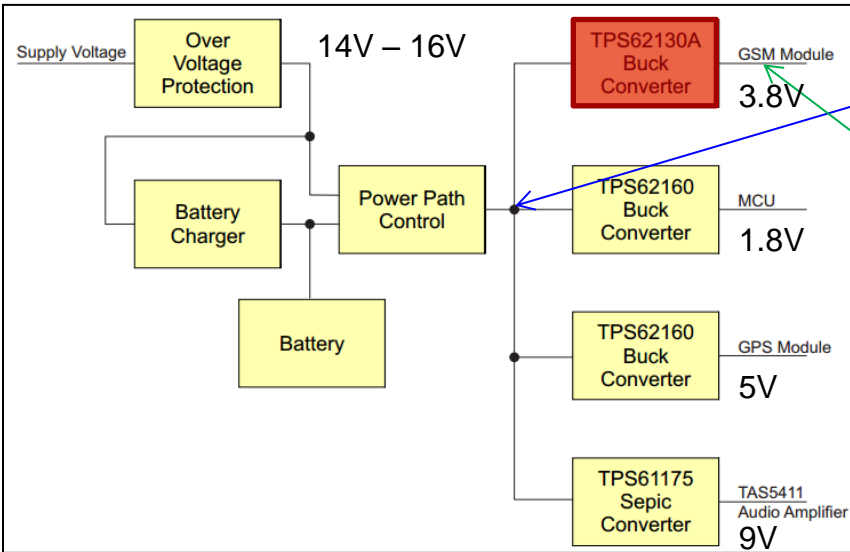 Supply Voltage
Over
Voltage
Protection
14V – 16V
TPS62130A
Buck
Converter
GSM Module
3.8V
Battery
Charger
Power Path
Control
TPS62160
Buck
Converter
MCU
1.8V
Battery
TPS62160
Buck
Converter
GPS Module
5V
TPS61175
Sepic
Converter
TAS5411
Audio Amplifier
9V